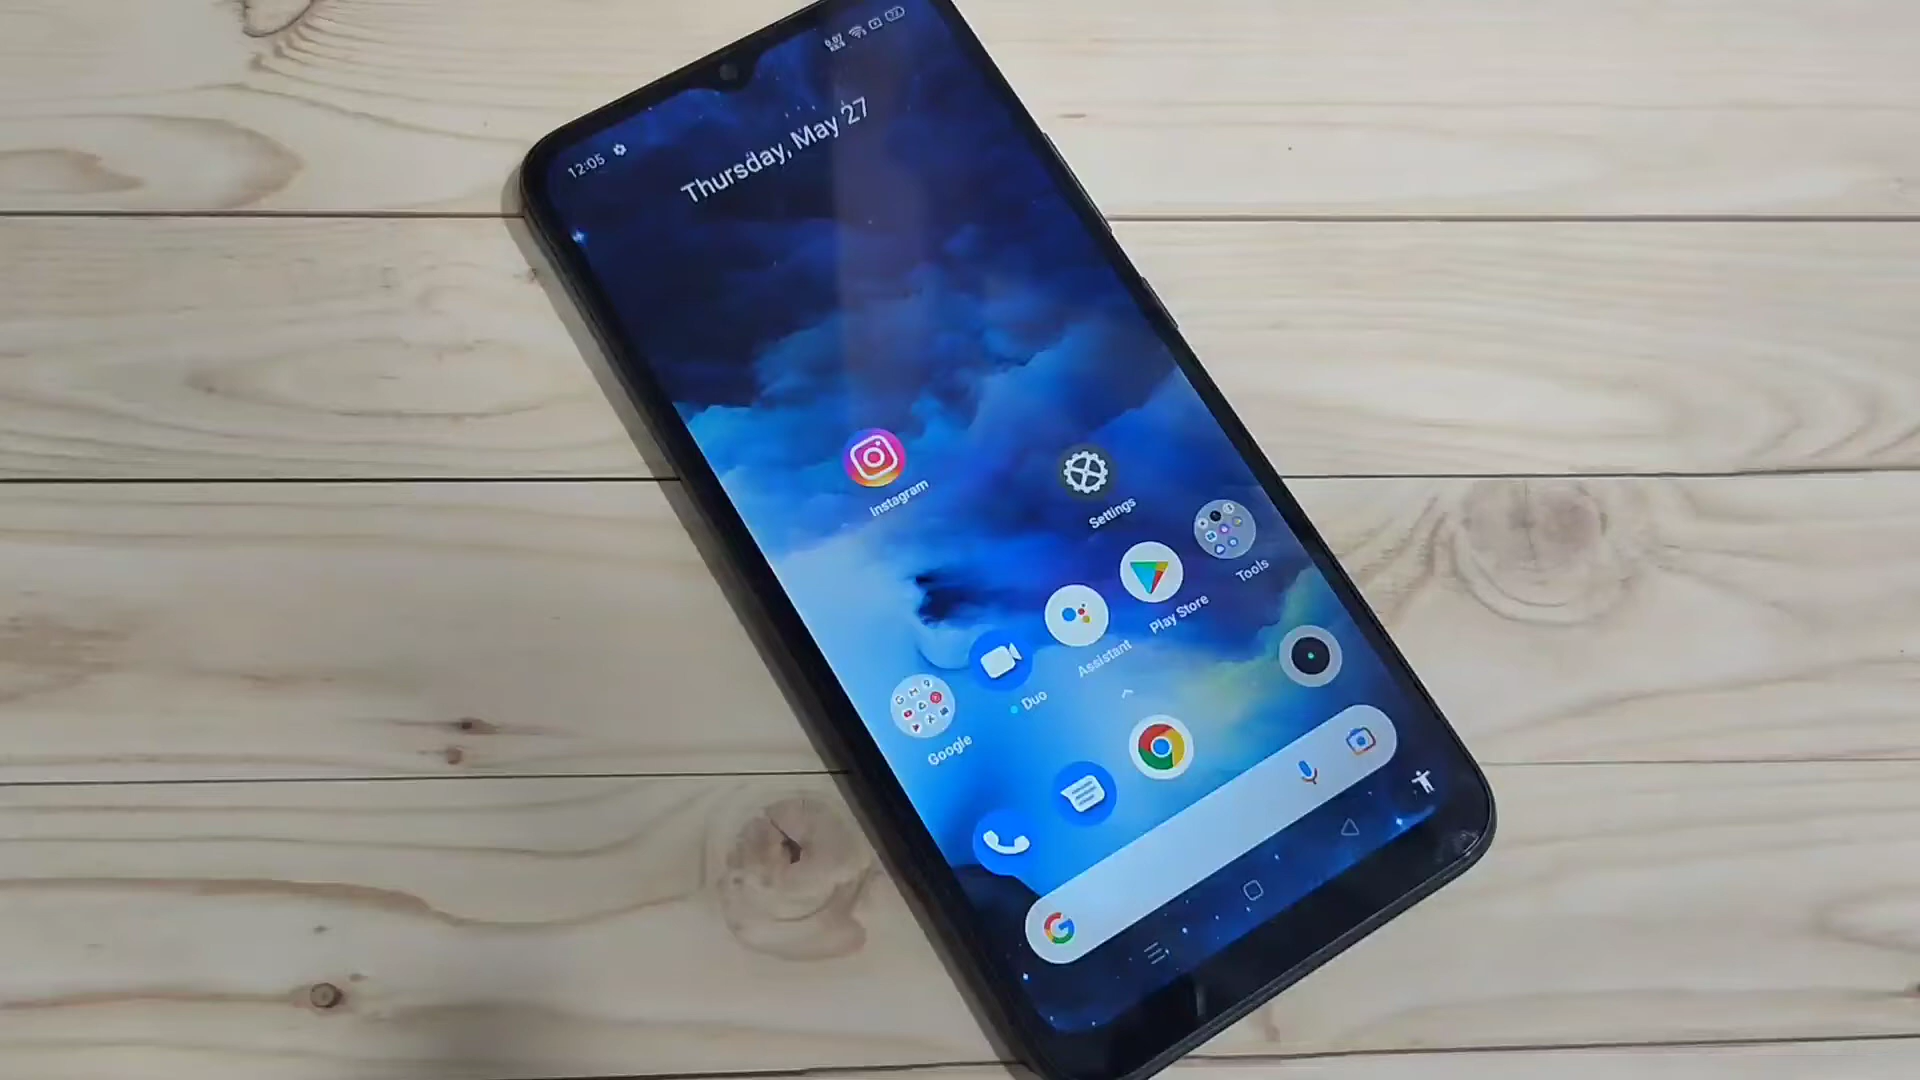 12:05
Thursday, May 27
Instagram
Settings
Tools
Play Store
Assistant
Duo
Google